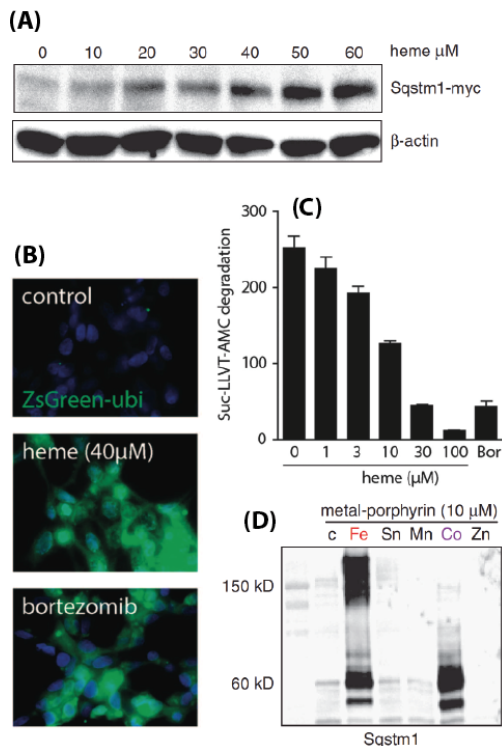 (A)
0 10 20 30 40 50 60 heme μM
Sqstm1-myc
β-actin
(B)
control
ZsGreen-ubi
heme (40μM)
bortezomib
(C)
Suc-LLVT-AMC degradation
300
200
100
0
0 1 3 10 30 100 Bor
heme (μM)
(D)
metal-porphyrin (10 μM)
c Fe Sn Mn Co Zn
150 kD
60 kD
Sqstm1